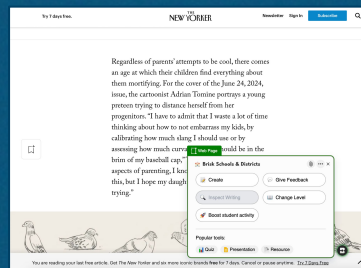 Try 7 days free.
THE
NEW YORKER
Newsletter Sign in Subscribe
Regardless of parents' attempts to be cool, there comes
an age at which their children find everything about
them mortifying. For the cover of the June 24, 2024,
issue, the cartoonist Adrian Tomine portrays a young
preteen trying to distance herself from her
progenitors. "I have to admit that I waste a lot of time
thinking about how to not embarrass my kids, by
calibrating how much slang I should use or by
assessing how much curva
ould be in the
brim of my baseball cap,"
aspects of parenting, I kno
this, but I hope my daugh
trying."
Web Page
Brisk Schools & Districts
Create
Give Feedback
Inspect Writing
Change Level
Boost student activity
Popular tools:
Quiz
Presentation
Resource
You are reading your last free article. Get The New Yorker and six more iconic brands free for 7 days. Cancel or pause anytime. Try 7 Days Free